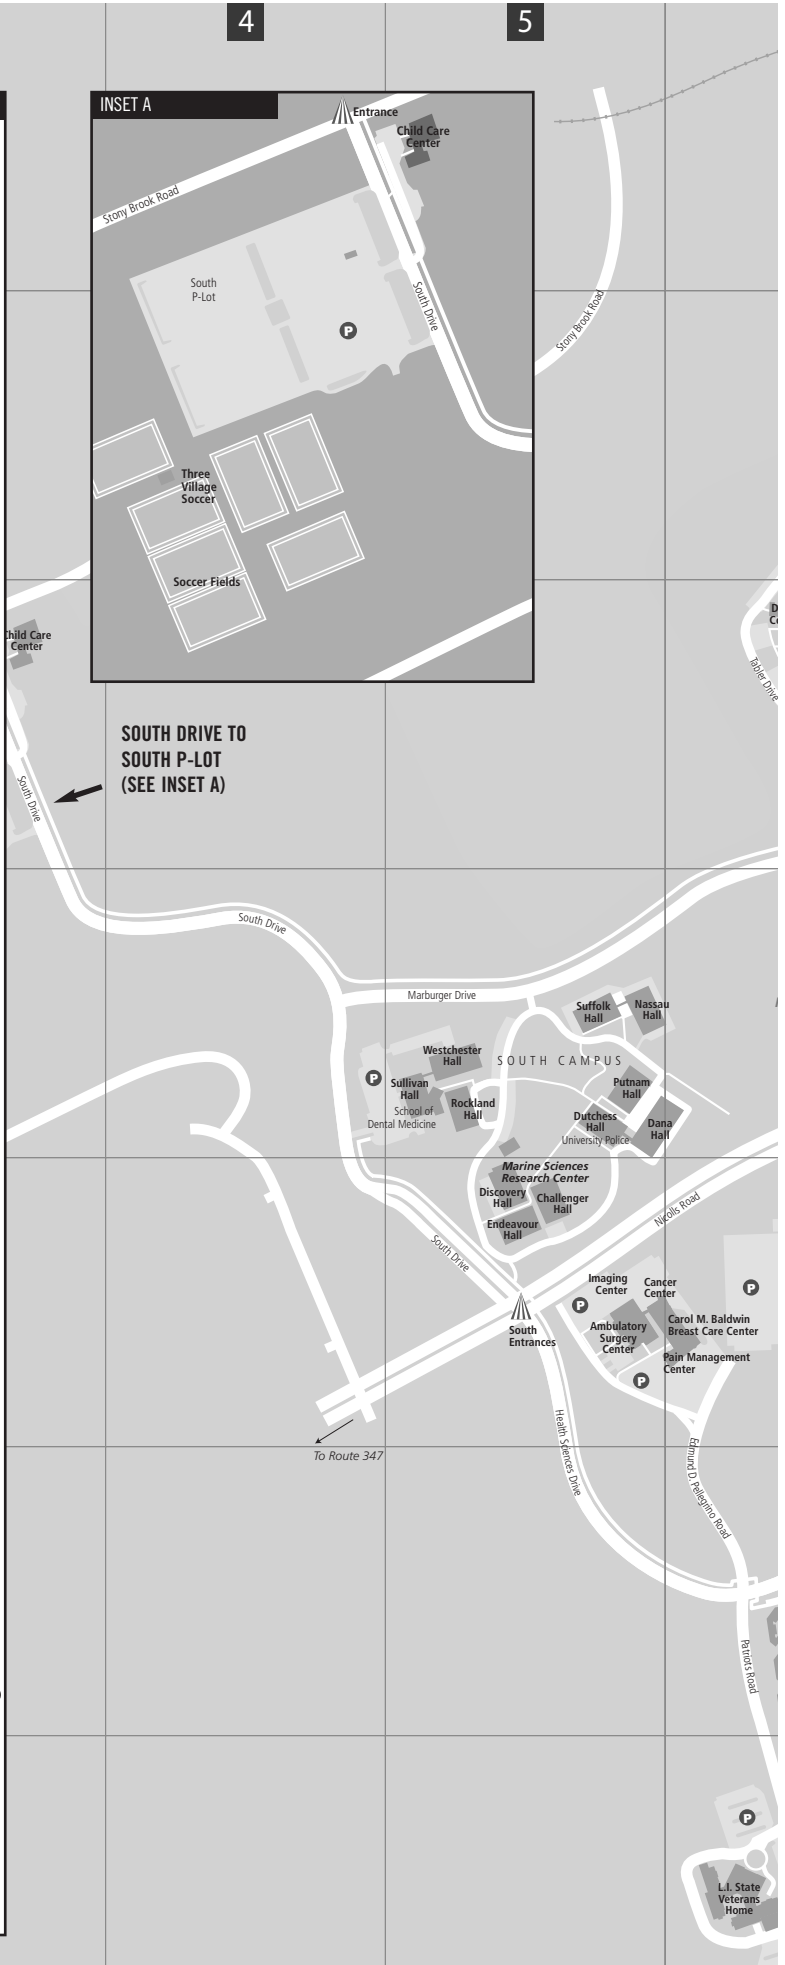 4
5
INSET A
Entrance
Child Care
Center
Stony Brook Road
South
P-Lot
P
South Drive
Stony Brook Road
Three
Village
Soccer
Soccer Fields
Child Care
Center
Tabler Drive
SOUTH DRIVE TO
SOUTH P-LOT
(SEE INSET A)
South Drive
South Drive
Marburger Drive
Suffolk
Hall
Nassau
Hall
Westchester
Hall
SOUTH CAMPUS
P
Sullivan
Hall
Putnam
Hall
School of
Dental Medicine
Rockland
Hall
Dutchess
Hall
University Police
Dana
Hall
Marine Sciences
Research Center
Discovery
Hall
Challenger
Hall
Endeavour
Hall
Nicolls Road
South Drive
Imaging
Center
Cancer
Center
P
P
South
Entrances
Ambulatory
Surgery
Center
Carol M. Baldwin
Breast Care Center
Pain Management
Center
P
To Route 347
Health Sciences Drive
Edmund D. Pellegrino Road
Patriots Road
P
L.I. State
Veterans
Home